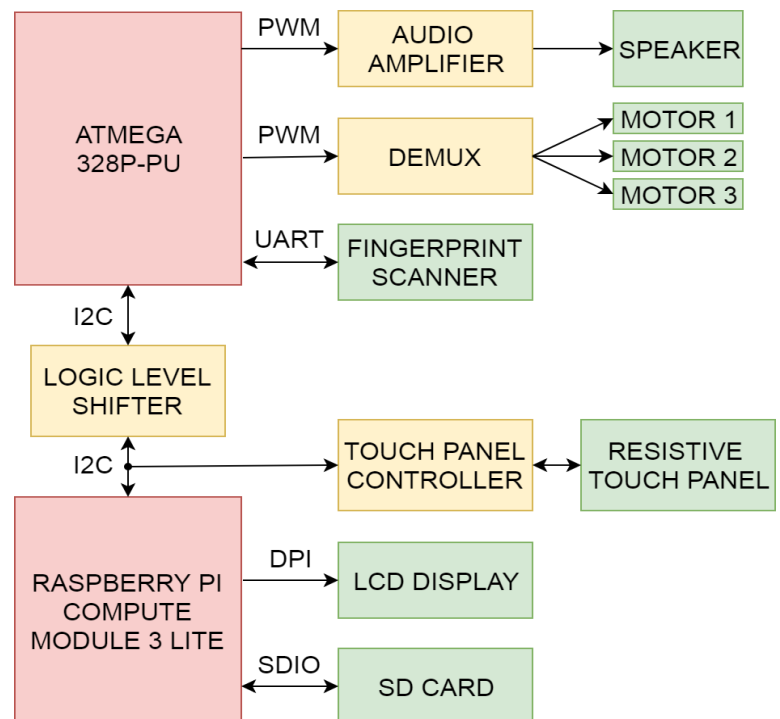 PWM
AUDIO
AMPLIFIER
SPEAKER
ATMEGA
328P-PU
PWM
DEMUX
MOTOR 1
MOTOR 2
MOTOR 3
UART
FINGERPRINT
SCANNER
I2C
LOGIC LEVEL
SHIFTER
I2C
TOUCH PANEL
CONTROLLER
RESISTIVE
TOUCH PANEL
RASPBERRY PI
COMPUTE
MODULE 3 LITE
DPI
LCD DISPLAY
SDIO
SD CARD